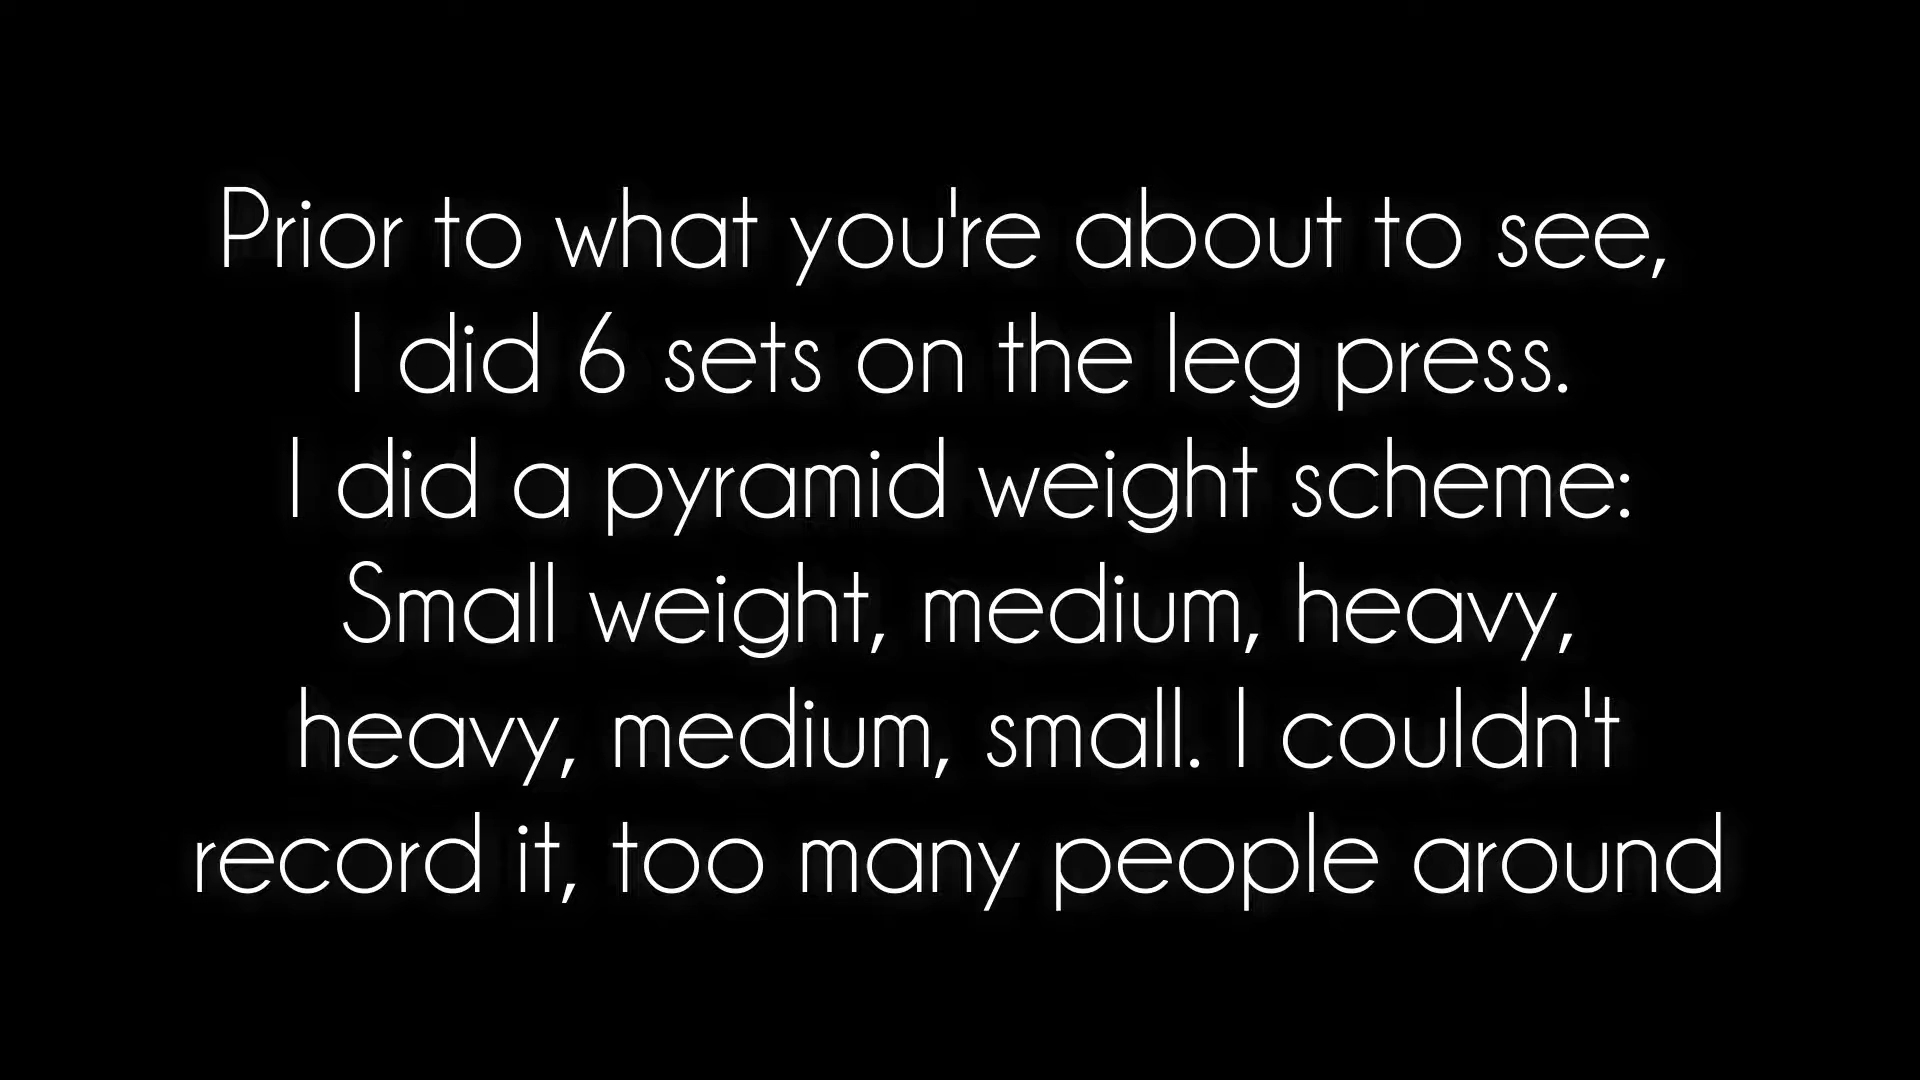 Prior to what you're about to see,
I did 6 sets on the leg press.
I did a pyramid weight scheme:
Small weight, medium, heavy,
heavy, medium, small. I couldn't
record it, too many people around